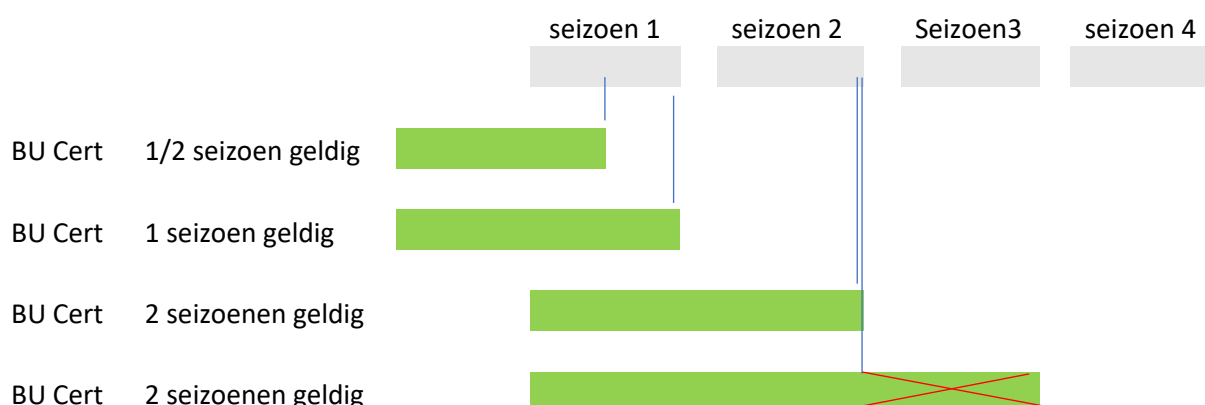 seizoen 1 seizoen 2 Seizoen3 seizoen 4
BU Cert 1/2 seizoen geldig
BU Cert 1 seizoen geldig
BU Cert 2 seizoenen geldig
BU Cert 2 seizoenen geldig